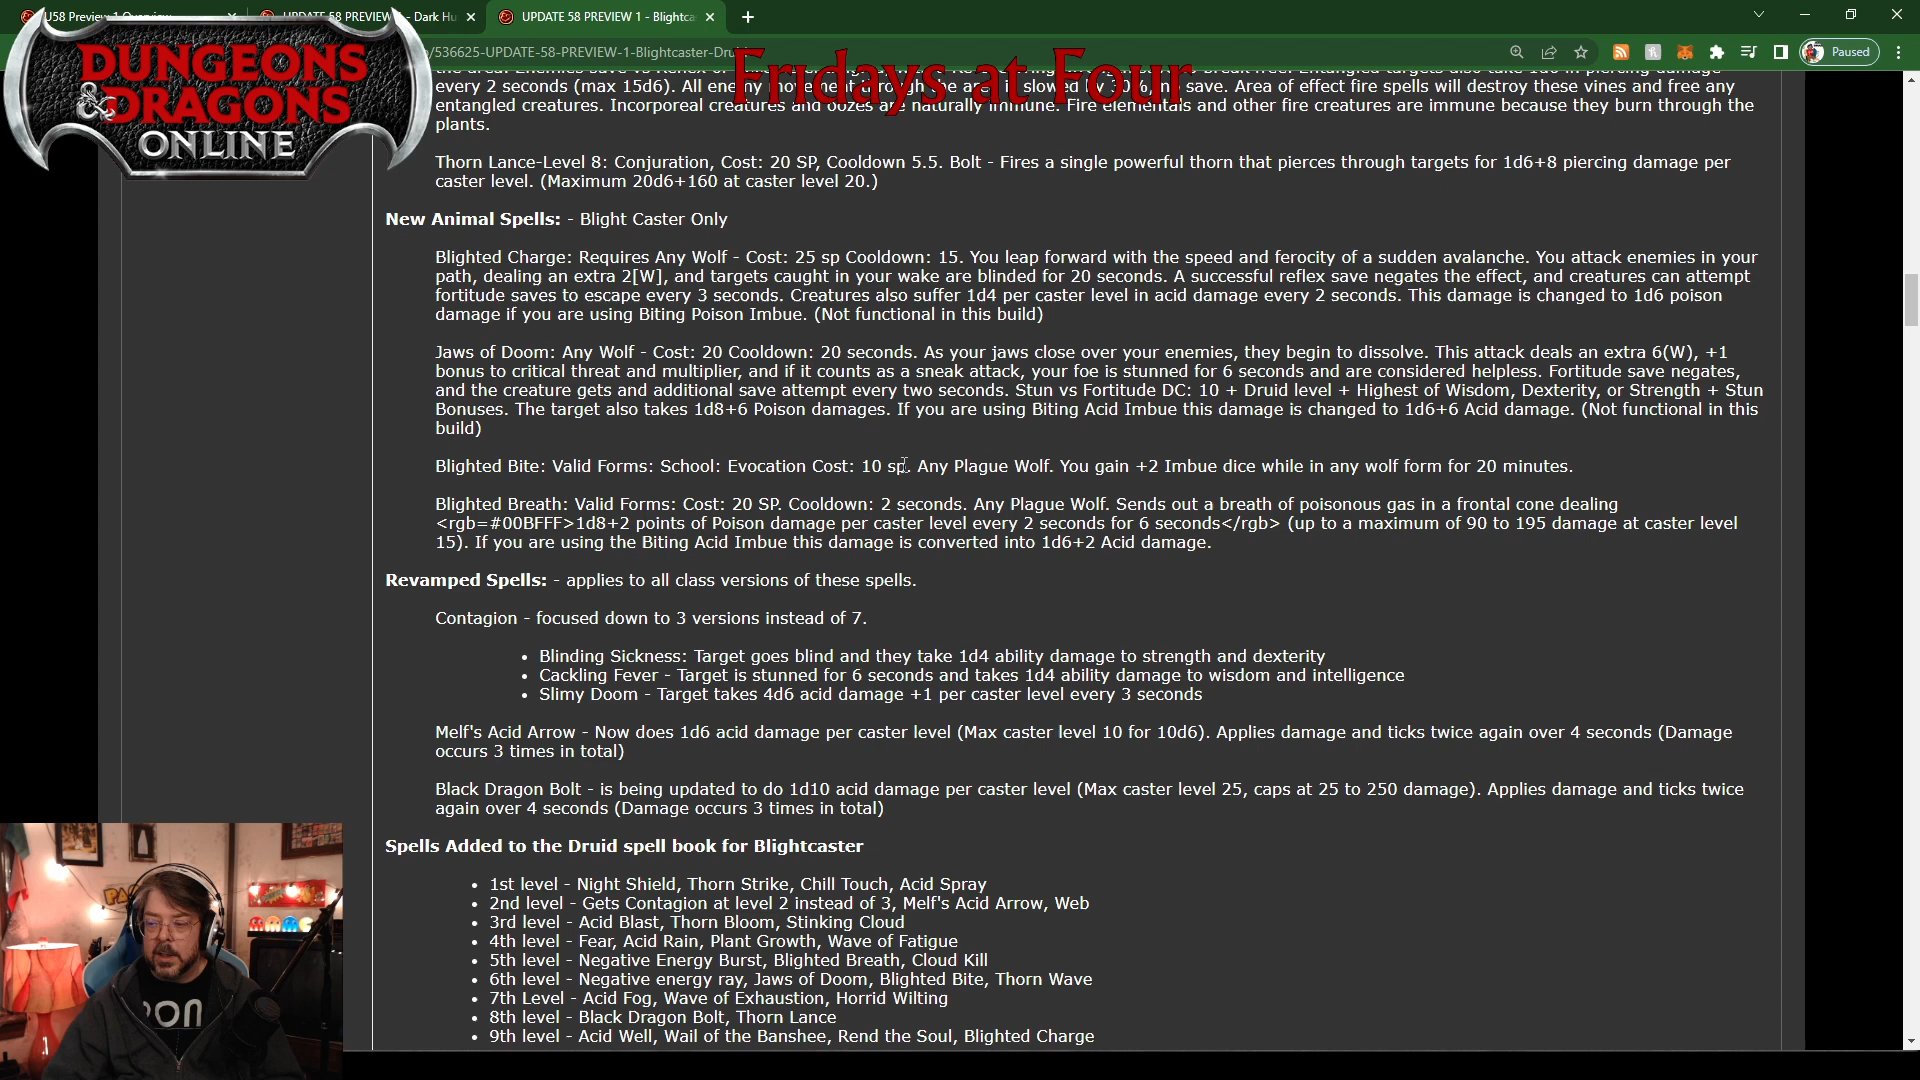 U58 Preview 1 Overview
UPDATE 58 PREVIEW - Dark Hu
UPDATE 58 PREVIEW 1 - Blightca
/536625-UPDATE-58-PREVIEW-1-Blightcaster-Dru
Paused
DUNGEONS
& DRAGONS
ONLINE
Fridays at Four
every 2 seconds (max 15d6). All enemy movement through the area is slowed by 30%, no save. Area of effect fire spells will destroy these vines and free any
entangled creatures. Incorporeal creatures and oozes are naturally immune. Fire elementals and other fire creatures are immune because they burn through the
plants.
Thorn Lance-Level 8: Conjuration, Cost: 20 SP, Cooldown 5.5. Bolt - Fires a single powerful thorn that pierces through targets for 1d6+8 piercing damage per
caster level. (Maximum 20d6+160 at caster level 20.)
New Animal Spells: - Blight Caster Only
Blighted Charge: Requires Any Wolf - Cost: 25 sp Cooldown: 15. You leap forward with the speed and ferocity of a sudden avalanche. You attack enemies in your
path, dealing an extra 2[W], and targets caught in your wake are blinded for 20 seconds. A successful reflex save negates the effect, and creatures can attempt
fortitude saves to escape every 3 seconds. Creatures also suffer 1d4 per caster level in acid damage every 2 seconds. This damage is changed to 1d6 poison
damage if you are using Biting Poison Imbue. (Not functional in this build)
Jaws of Doom: Any Wolf - Cost: 20 Cooldown: 20 seconds. As your jaws close over your enemies, they begin to dissolve. This attack deals an extra 6(W), +1
bonus to critical threat and multiplier, and if it counts as a sneak attack, your foe is stunned for 6 seconds and are considered helpless. Fortitude save negates,
and the creature gets and additional save attempt every two seconds. Stun vs Fortitude DC: 10 + Druid level + Highest of Wisdom, Dexterity, or Strength + Stun
Bonuses. The target also takes 1d8+6 Poison damages. If you are using Biting Acid Imbue this damage is changed to 1d6+6 Acid damage. (Not functional in this
build)
Blighted Bite: Valid Forms: School: Evocation Cost: 10 sp. Any Plague Wolf. You gain +2 Imbue dice while in any wolf form for 20 minutes.
Blighted Breath: Valid Forms: Cost: 20 SP. Cooldown: 2 seconds. Any Plague Wolf. Sends out a breath of poisonous gas in a frontal cone dealing
<rgb=#00BFFF>1d8+2 points of Poison damage per caster level every 2 seconds for 6 seconds</rgb> (up to a maximum of 90 to 195 damage at caster level
15). If you are using the Biting Acid Imbue this damage is converted into 1d6+2 Acid damage.
Revamped Spells: - applies to all class versions of these spells.
Contagion - focused down to 3 versions instead of 7.
• Blinding Sickness: Target goes blind and they take 1d4 ability damage to strength and dexterity
• Cackling Fever - Target is stunned for 6 seconds and takes 1d4 ability damage to wisdom and intelligence
• Slimy Doom - Target takes 4d6 acid damage +1 per caster level every 3 seconds
Melf's Acid Arrow - Now does 1d6 acid damage per caster level (Max caster level 10 for 10d6). Applies damage and ticks twice again over 4 seconds (Damage
occurs 3 times in total)
Black Dragon Bolt - is being updated to do 1d10 acid damage per caster level (Max caster level 25, caps at 25 to 250 damage). Applies damage and ticks twice
again over 4 seconds (Damage occurs 3 times in total)
Spells Added to the Druid spell book for Blightcaster
• 1st level - Night Shield, Thorn Strike, Chill Touch, Acid Spray
• 2nd level - Gets Contagion at level 2 instead of 3, Melf's Acid Arrow, Web
• 3rd level - Acid Blast, Thorn Bloom, Stinking Cloud
• 4th level - Fear, Acid Rain, Plant Growth, Wave of Fatigue
• 5th level - Negative Energy Burst, Blighted Breath, Cloud Kill
• 6th level - Negative energy ray, Jaws of Doom, Blighted Bite, Thorn Wave
• 7th Level - Acid Fog, Wave of Exhaustion, Horrid Wilting
• 8th level - Black Dragon Bolt, Thorn Lance
• 9th level - Acid Well, Wail of the Banshee, Rend the Soul, Blighted Charge